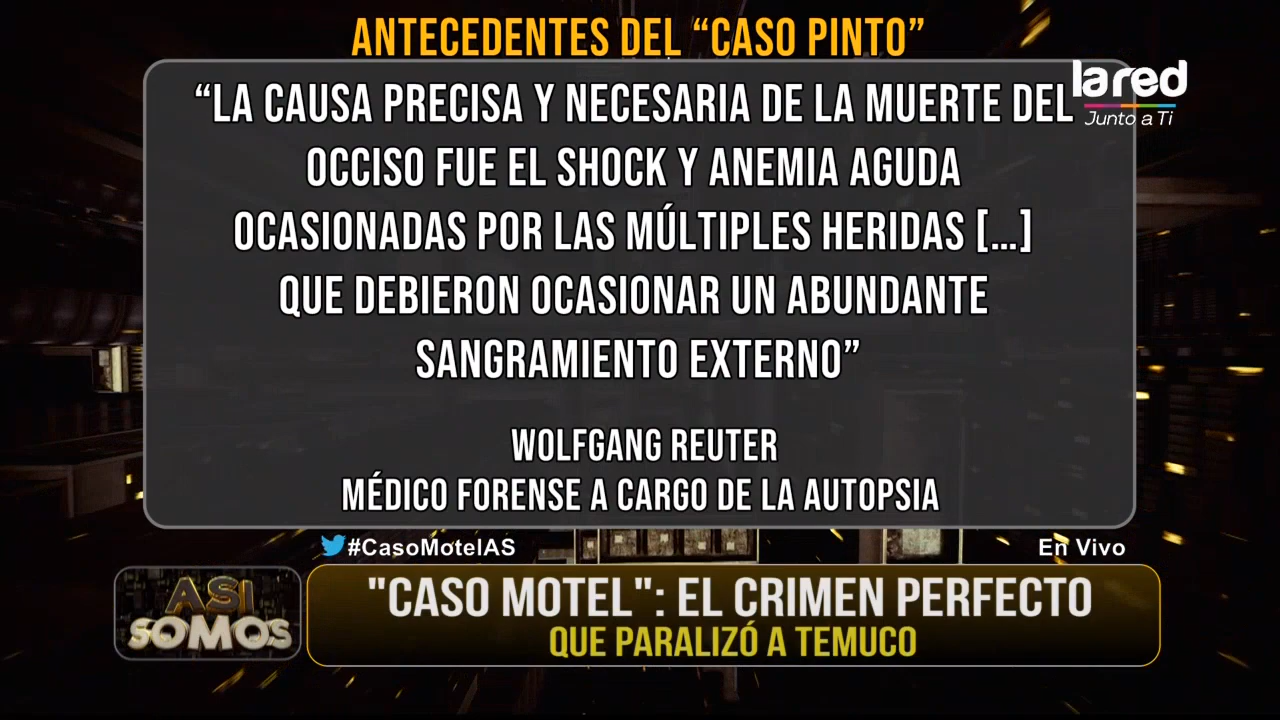 ANTECEDENTES DEL “CASO PINTO”
lared
Junto a Ti
“LA CAUSA PRECISA Y NECESARIA DE LA MUERTE DEL
OCCISO FUE EL SHOCK Y ANEMIA AGUDA
OCASIONADAS POR LAS MÚLTIPLES HERIDAS [...]
QUE DEBIERON OCASIONAR UN ABUNDANTE
SANGRAMIENTO EXTERNO”
WOLFGANG REUTER
MÉDICO FORENSE A CARGO DE LA AUTOPSIA
#CasoMotelAS
En Vivo
ASI
SOMOS
"CASO MOTEL": EL CRIMEN PERFECTO
QUE PARALIZÓ A TEMUCO